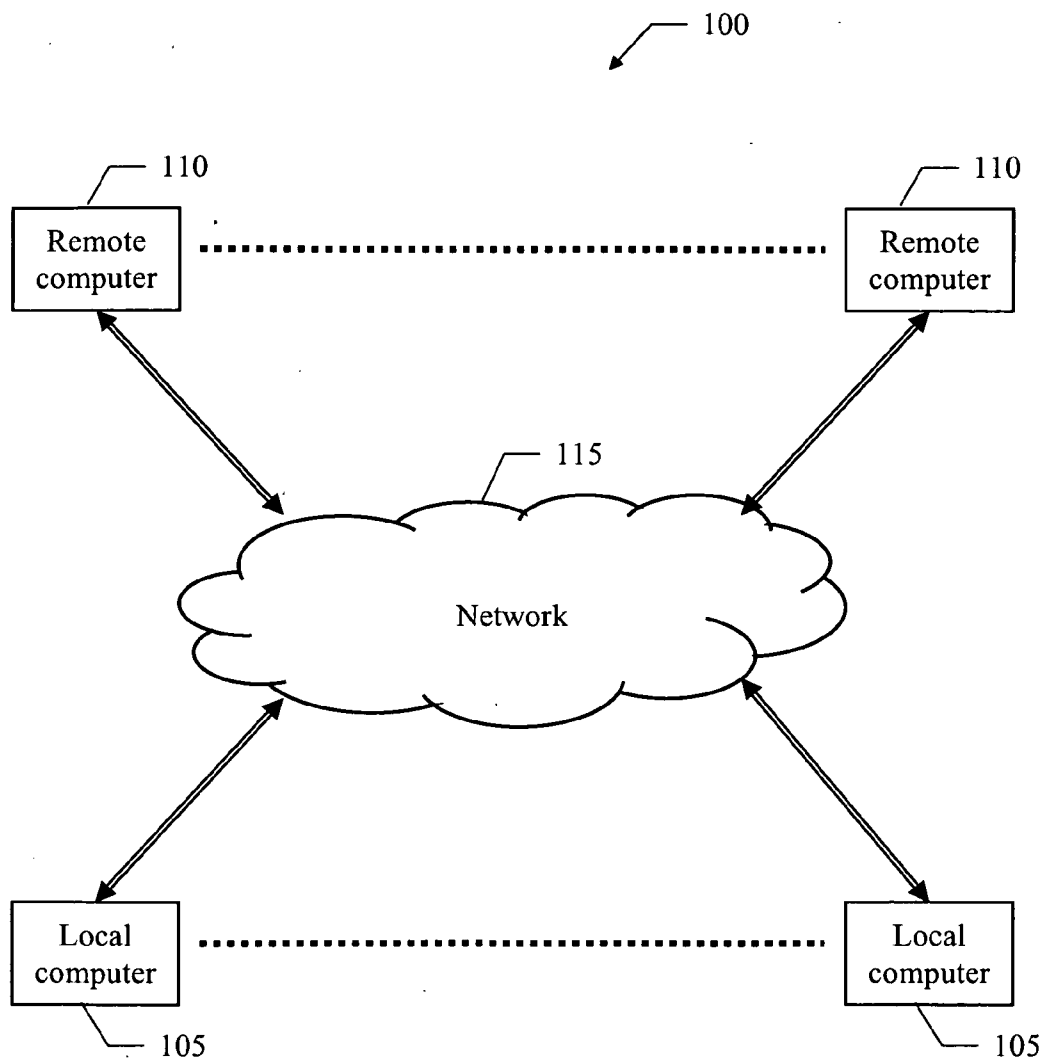 100
110
110
Remote
computer
Remote
computer
115
Network
Local
computer
Local
computer
105
105